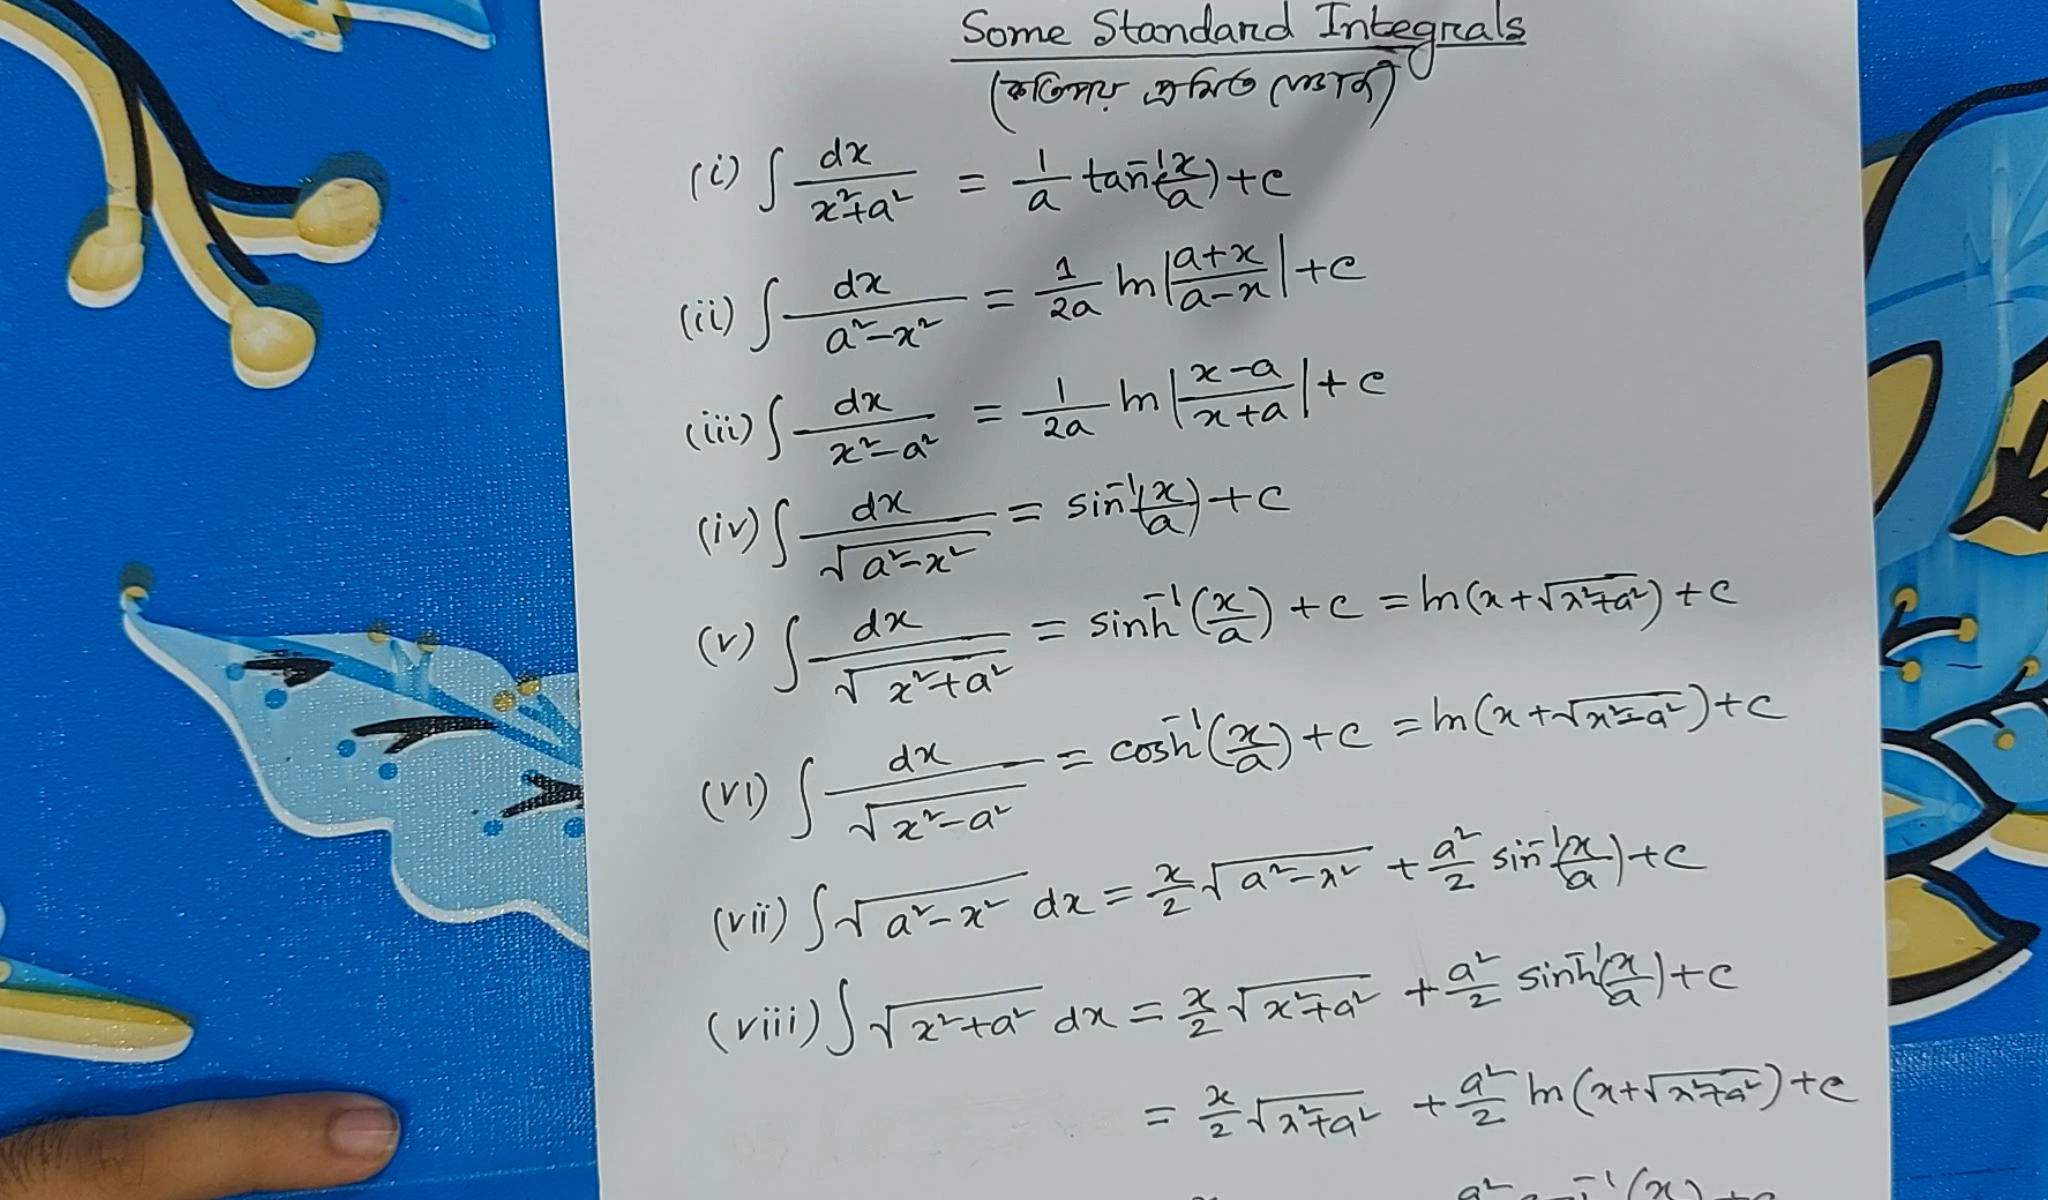 Some Standard Integrals
(কতিপয় প্রমিত যোগজ)
(i) ∫ dx/(x²+a²) = 1/a tan⁻¹(x/a)+c
(ii) ∫ dx/(a²-x²) = 1/2a ln|(a+x)/(a-x)|+c
(iii) ∫ dx/(x²-a²) = 1/2a ln|(x-a)/(x+a)|+c
(iv) ∫ dx/√(a²-x²) = sin⁻¹(x/a)+c
(v) ∫ dx/√(x²+a²) = sinh⁻¹(x/a)+c = ln(x+√(x²+a²))+c
(vi) ∫ dx/√(x²-a²) = cosh⁻¹(x/a)+c = ln(x+√(x²-a²))+c
(vii) ∫√(a²-x²) dx = x/2 √(a²-x²) + a²/2 sin⁻¹(x/a)+c
(viii) ∫√(x²+a²) dx = x/2 √(x²+a²) + a²/2 sinh⁻¹(x/a)+c
= x/2 √(x²+a²) + a²/2 ln(x+√(x²+a²))+c